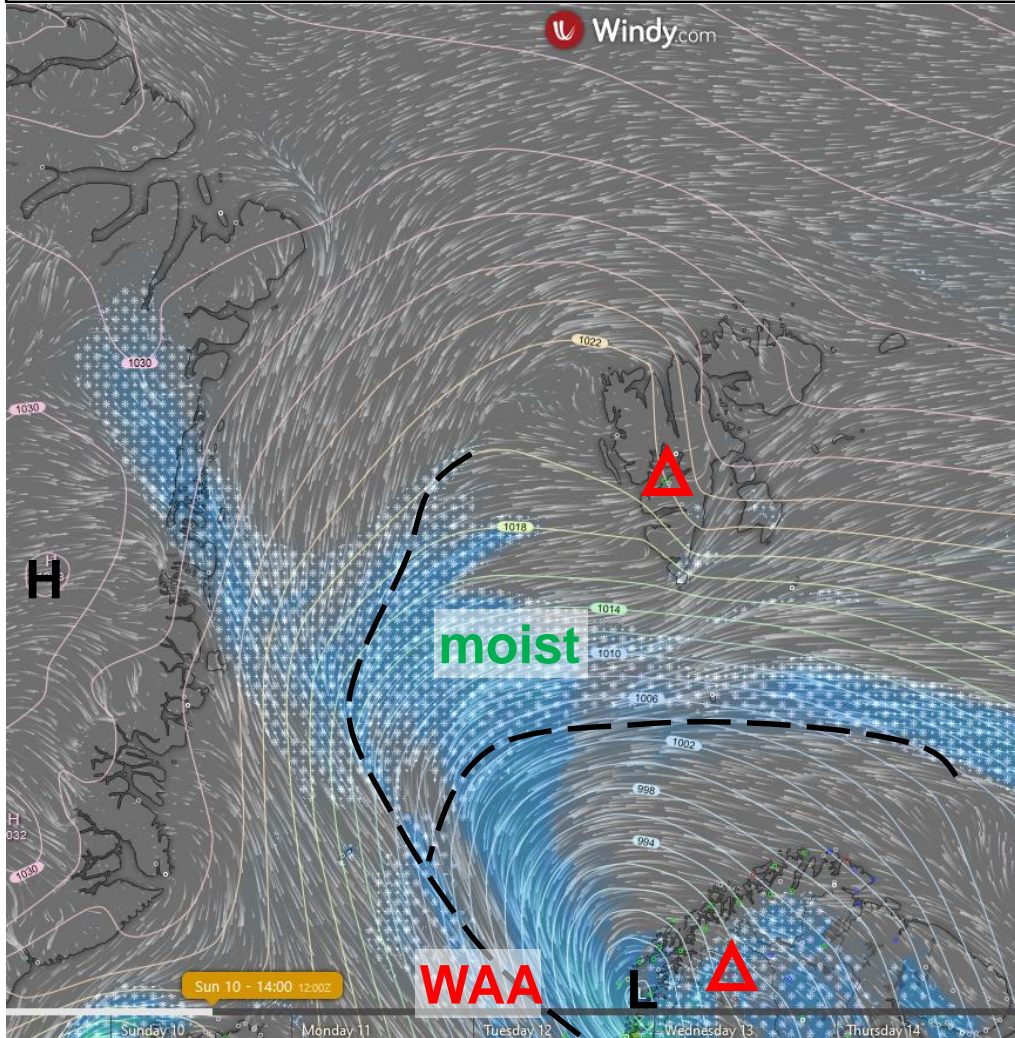 Windy.com
1022
1030
1030
1018
H
H
1014
moist
1010
1006
1002
998
994
H
032
1030
WAA
L
Sun 10 - 14:00 12:00Z
Sunday 10
Monday 11
Tuesday 12
Wednesday 13
Thursday 14